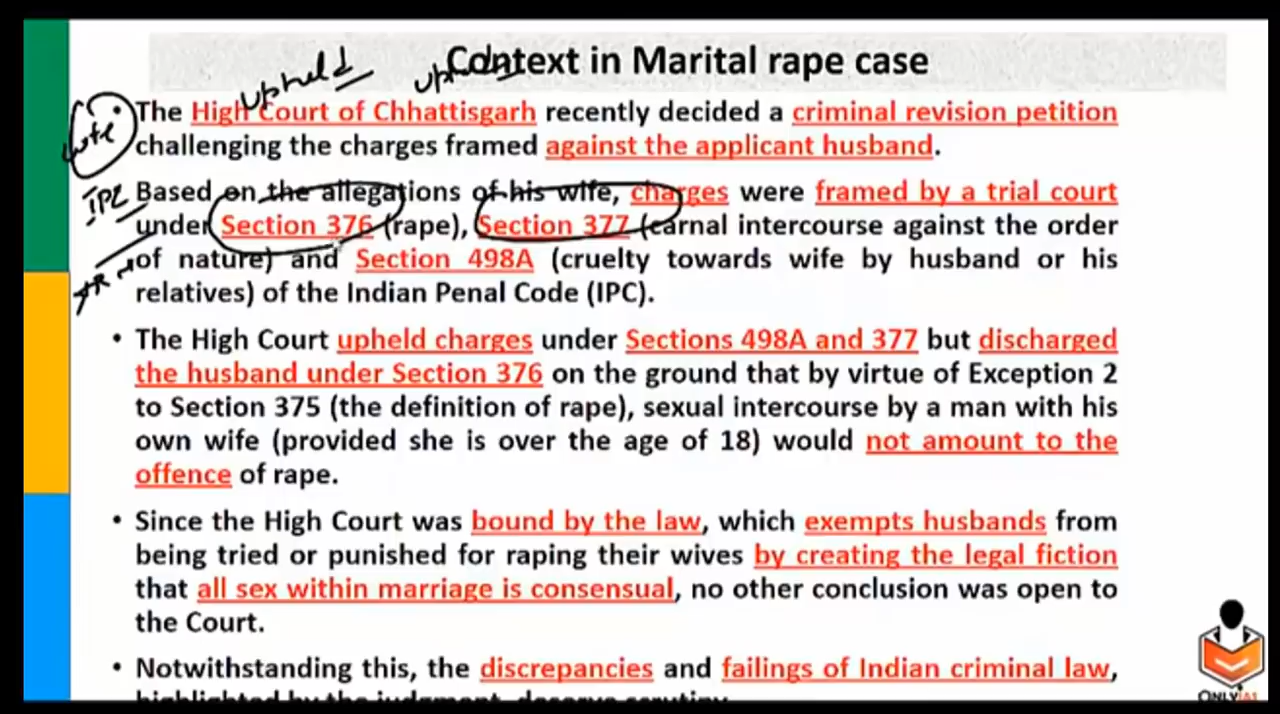 Context in Marital rape case
upheld
wife
• The High Court of Chhattisgarh recently decided a criminal revision petition
challenging the charges framed against the applicant husband.
IPC
Based on the allegations of his wife, charges were framed by a trial court
under Section 376 (rape), Section 377 (carnal intercourse against the order
of nature) and Section 498A (cruelty towards wife by husband or his
relatives) of the Indian Penal Code (IPC).
• The High Court upheld charges under Sections 498A and 377 but discharged
the husband under Section 376 on the ground that by virtue of Exception 2
to Section 375 (the definition of rape), sexual intercourse by a man with his
own wife (provided she is over the age of 18) would not amount to the
offence of rape.
• Since the High Court was bound by the law, which exempts husbands from
being tried or punished for raping their wives by creating the legal fiction
that all sex within marriage is consensual, no other conclusion was open to
the Court.
• Notwithstanding this, the discrepancies and failings of Indian criminal law,
highlighted by the judgment, deserve scrutiny.
ONLYIAS